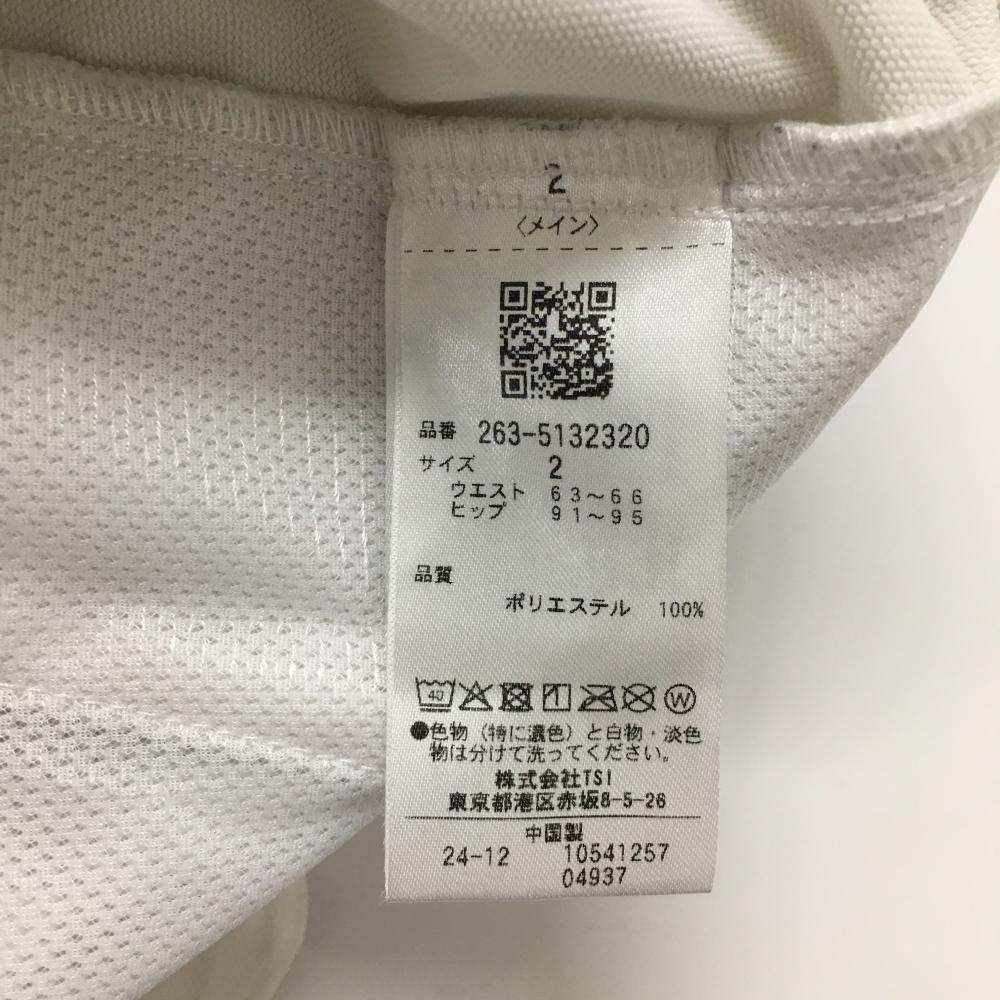 2
〈メイン〉
品番 263-5132320
サイズ 2
ウエスト 63～66
ヒップ 91～95
品質
ポリエステル 100%
40 W
●色物（特に濃色）と白物・淡色
物は分けて洗ってください。
株式会社TSI
東京都港区赤坂8-5-26
中国製
24-12 10541257
04937